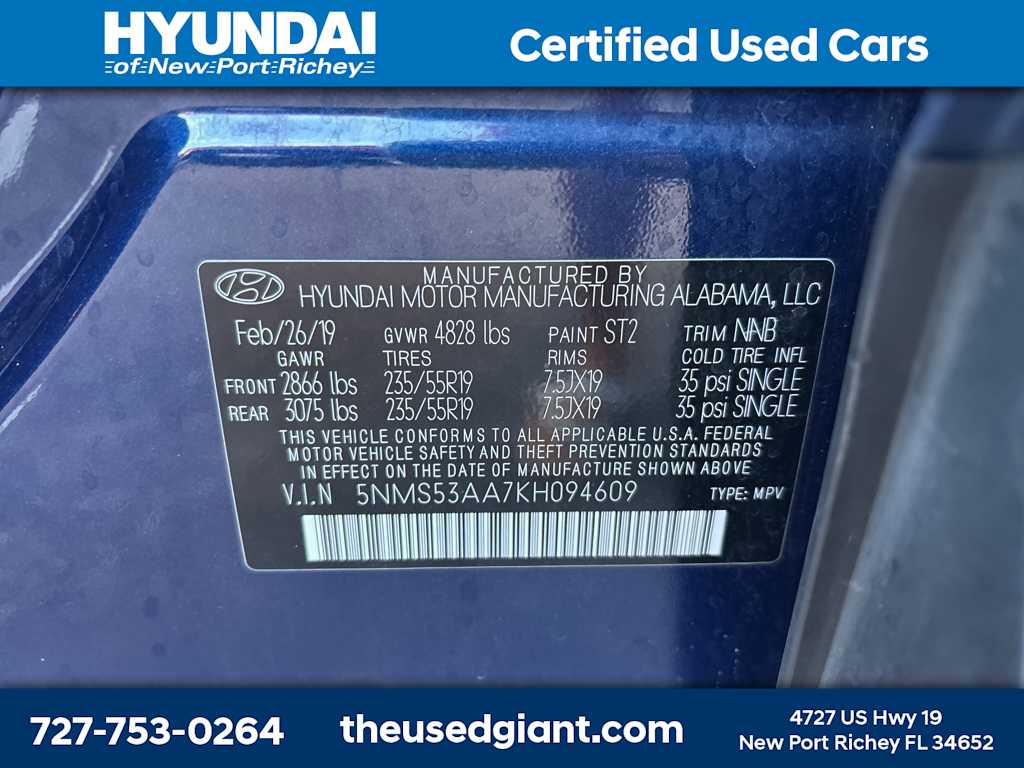 HYUNDAI
of New Port Richey
Certified Used Cars
MANUFACTURED BY
HYUNDAI MOTOR MANUFACTURING ALABAMA, LLC
Feb/26/19 GVWR 4828 lbs PAINT ST2 TRIM NNB
GAWR TIRES RIMS COLD TIRE INFL
FRONT 2866 lbs 235/55R19 7.5JX19 35 psi SINGLE
REAR 3075 lbs 235/55R19 7.5JX19 35 psi SINGLE
THIS VEHICLE CONFORMS TO ALL APPLICABLE U.S.A. FEDERAL
MOTOR VEHICLE SAFETY AND THEFT PREVENTION STANDARDS
IN EFFECT ON THE DATE OF MANUFACTURE SHOWN ABOVE
V.I.N 5NMS53AA7KH094609 TYPE: MPV
727-753-0264
theusedgiant.com
4727 US Hwy 19
New Port Richey FL 34652